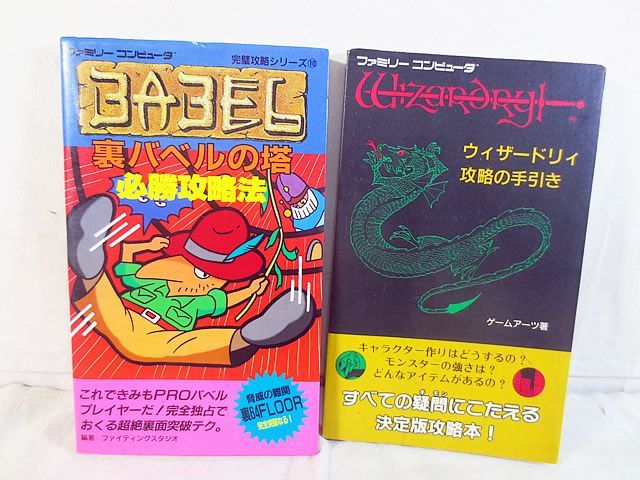 ファミリー コンピュータ™
完璧攻略シリーズ⑩
BABEL
裏バベルの塔
必勝攻略法
これできみもPROバベル
プレイヤーだ!完全独占で
おくる超絶裏面突破テク。
編著 ファイティングスタジオ
脅威の難関
裏64FLOOR
完全突破なる!
ファミリー コンピュータ™
Wizardry I
ウィザードリィ
攻略の手引き
ゲームアーツ著
キャラクター作りはどうするの?
モンスターの強さは?
どんなアイテムがあるの?
すべての疑問にこたえる
決定版攻略本!